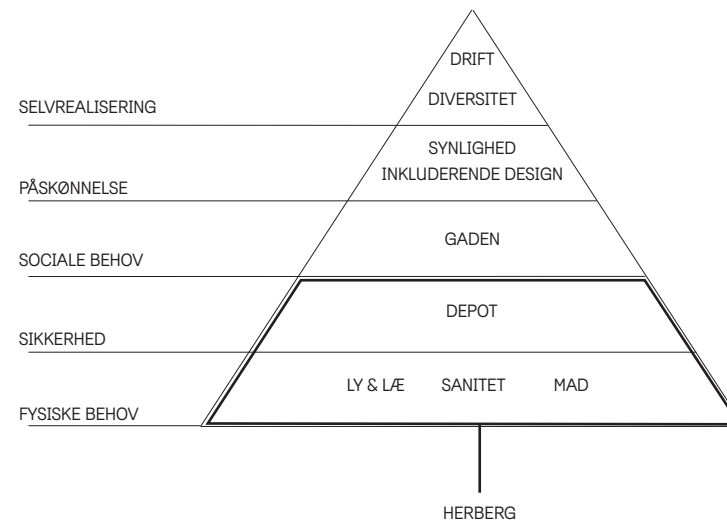 DRIFT
DIVERSITET
SELVREALISERING
SYNLIGHED
INKLUDERENDE DESIGN
PÅSKØNNELSE
GADEN
SOCIALE BEHOV
DEPOT
SIKKERHED
LY & LÆ SANITET MAD
FYSISKE BEHOV
HERBERG